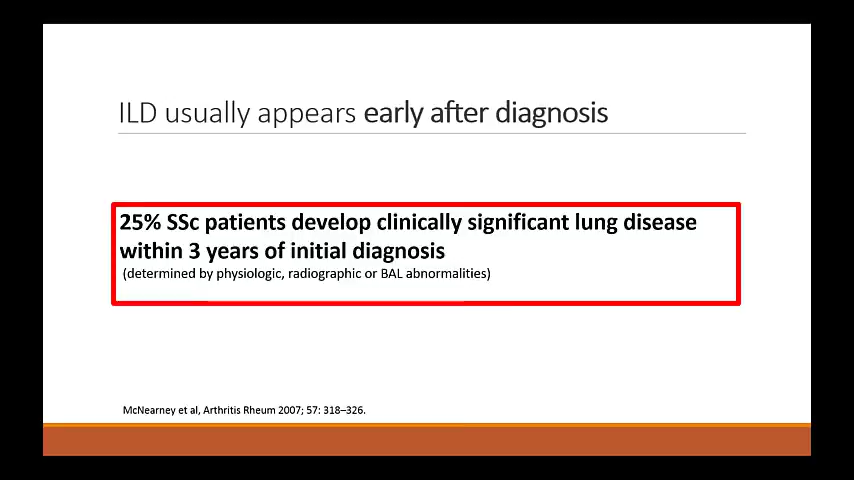 ILD usually appears early after diagnosis
25% SSc patients develop clinically significant lung disease
within 3 years of initial diagnosis
(determined by physiologic, radiographic or BAL abnormalities)
McNearney et al, Arthritis Rheum 2007; 57: 318–326.